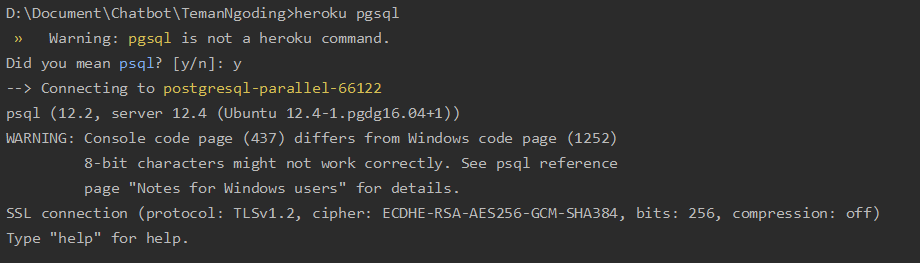 D:\Document\Chatbot\TemanNgoding>heroku pgsql
»   Warning: pgsql is not a heroku command.
Did you mean psql? [y/n]: y
--> Connecting to postgresql-parallel-66122
psql (12.2, server 12.4 (Ubuntu 12.4-1.pgdg16.04+1))
WARNING: Console code page (437) differs from Windows code page (1252)
         8-bit characters might not work correctly. See psql reference
         page "Notes for Windows users" for details.
SSL connection (protocol: TLSv1.2, cipher: ECDHE-RSA-AES256-GCM-SHA384, bits: 256, compression: off)
Type "help" for help.